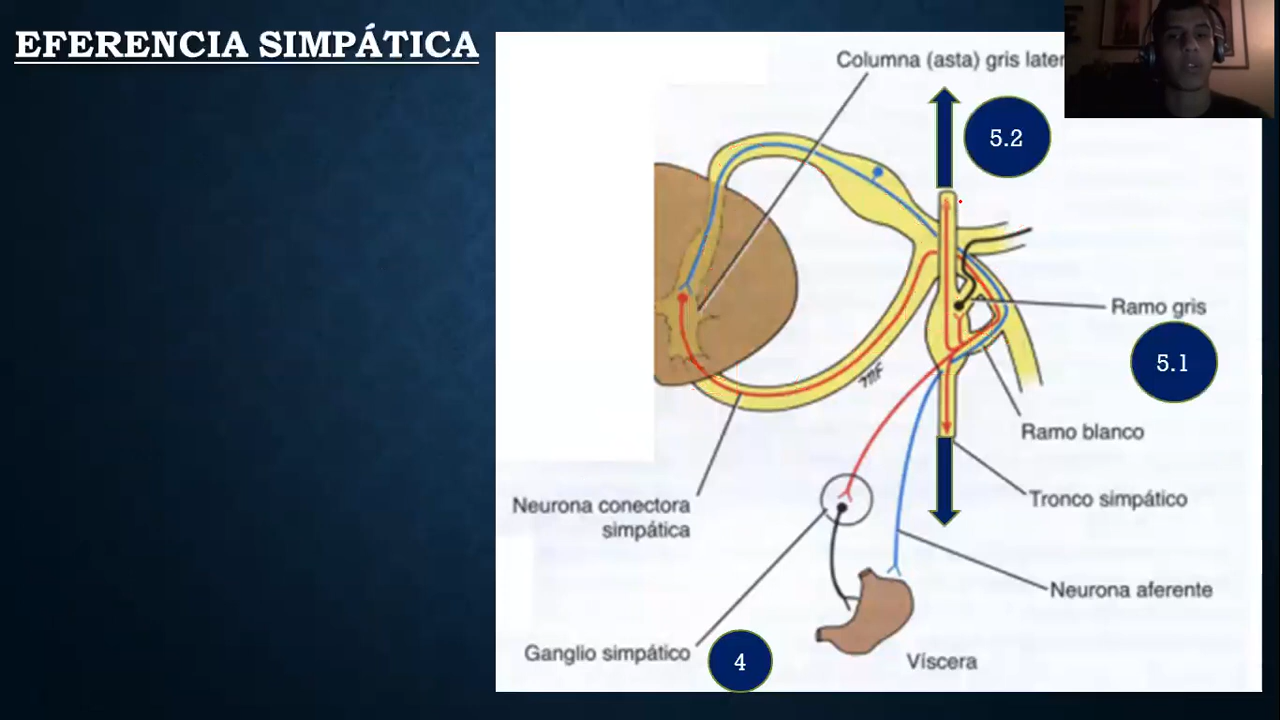 EFERENCIA SIMPÁTICA
Columna (asta) gris later
5.2
Ramo gris
5.1
Ramo blanco
Tronco simpático
Neurona conectora
simpática
Neurona aferente
Ganglio simpático
4
Víscera